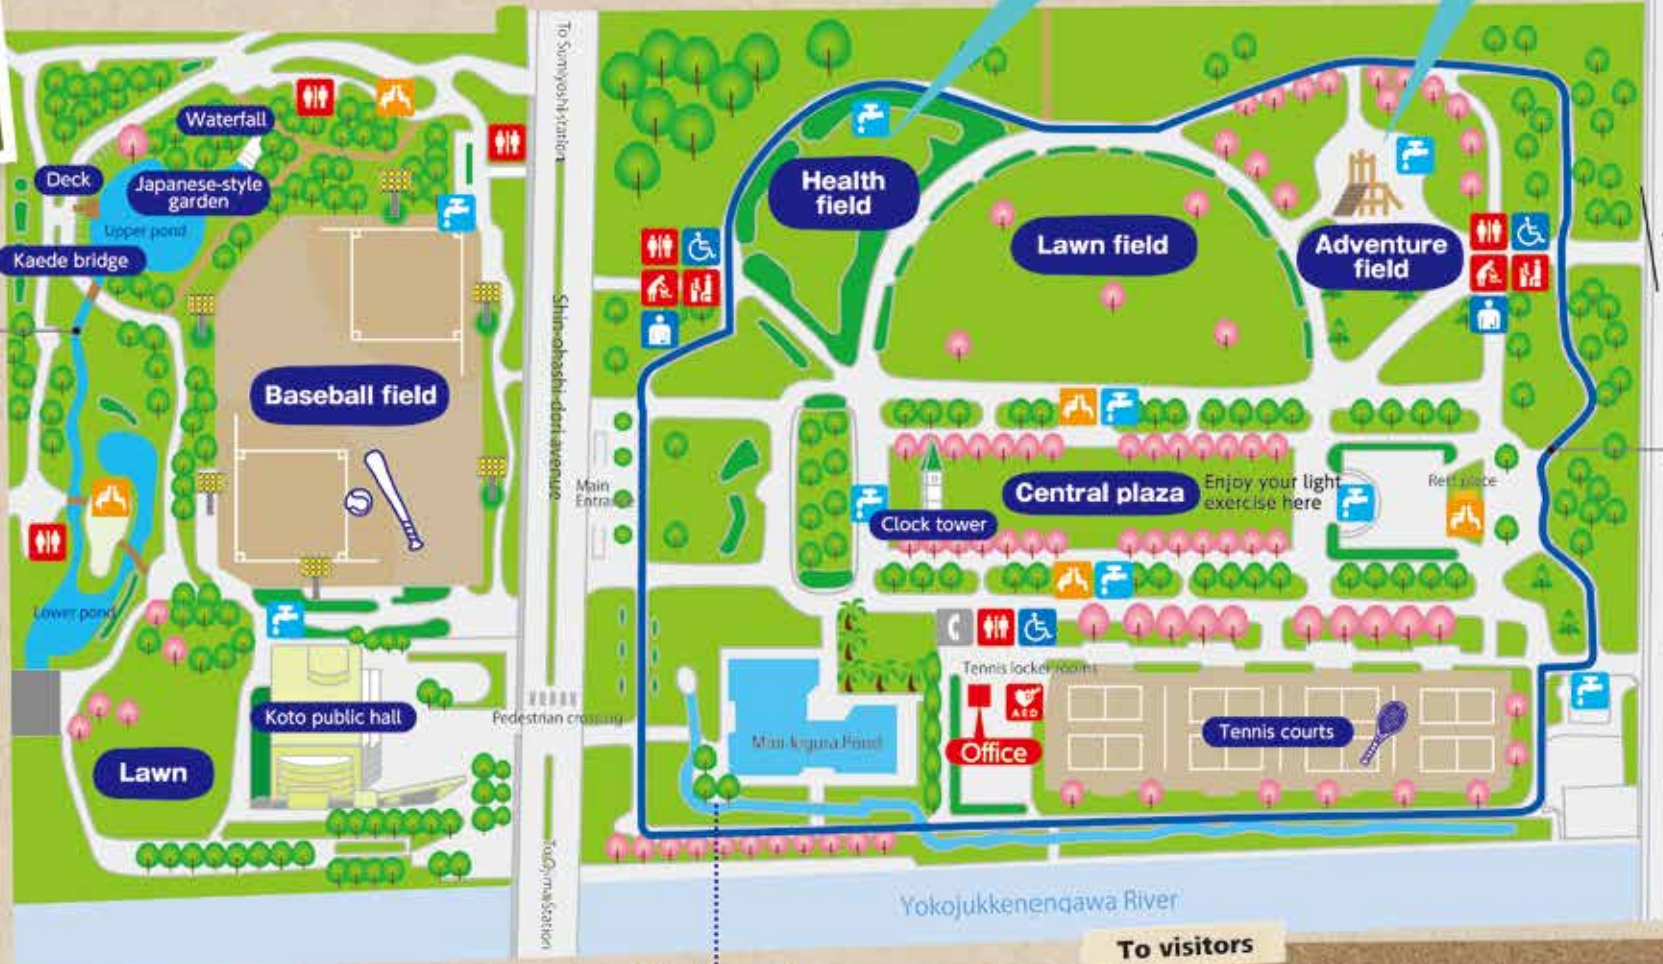 To Sumiyoshi station
Waterfall
Deck
Japanese-style
garden
Upper pond
Kaede bridge
Health
field
Lawn field
Adventure
field
Shin-ohashi-dori avenue
Baseball field
Main
Entrance
Central plaza
Enjoy your light
exercise here
Rest place
Clock tower
Lower pond
Tennis locker rooms
Koto public hall
Pedestrian crossing
AED
Office
Tennis courts
Lawn
To Ojima Station
Yokojukkenengawa River
To visitors